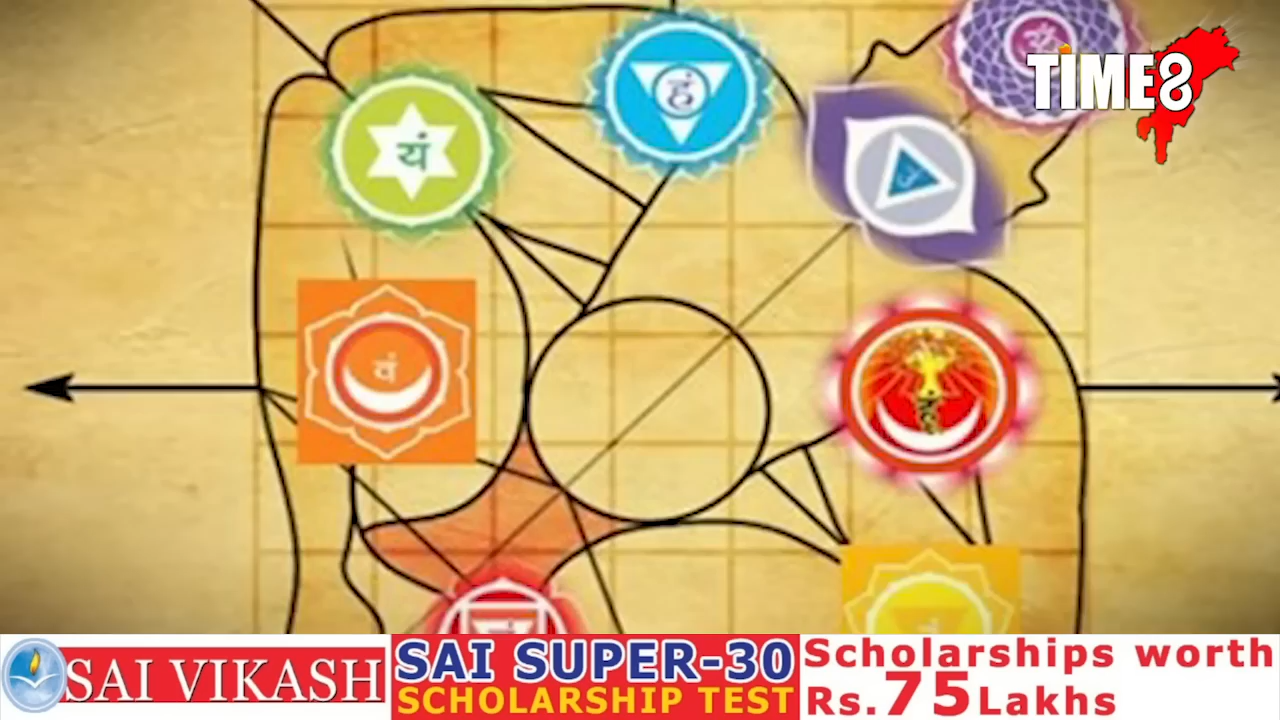 TIME8
हं
यं
वं
SAI VIKASH
SAI SUPER-30
SCHOLARSHIP TEST
Scholarships worth
Rs.75Lakhs